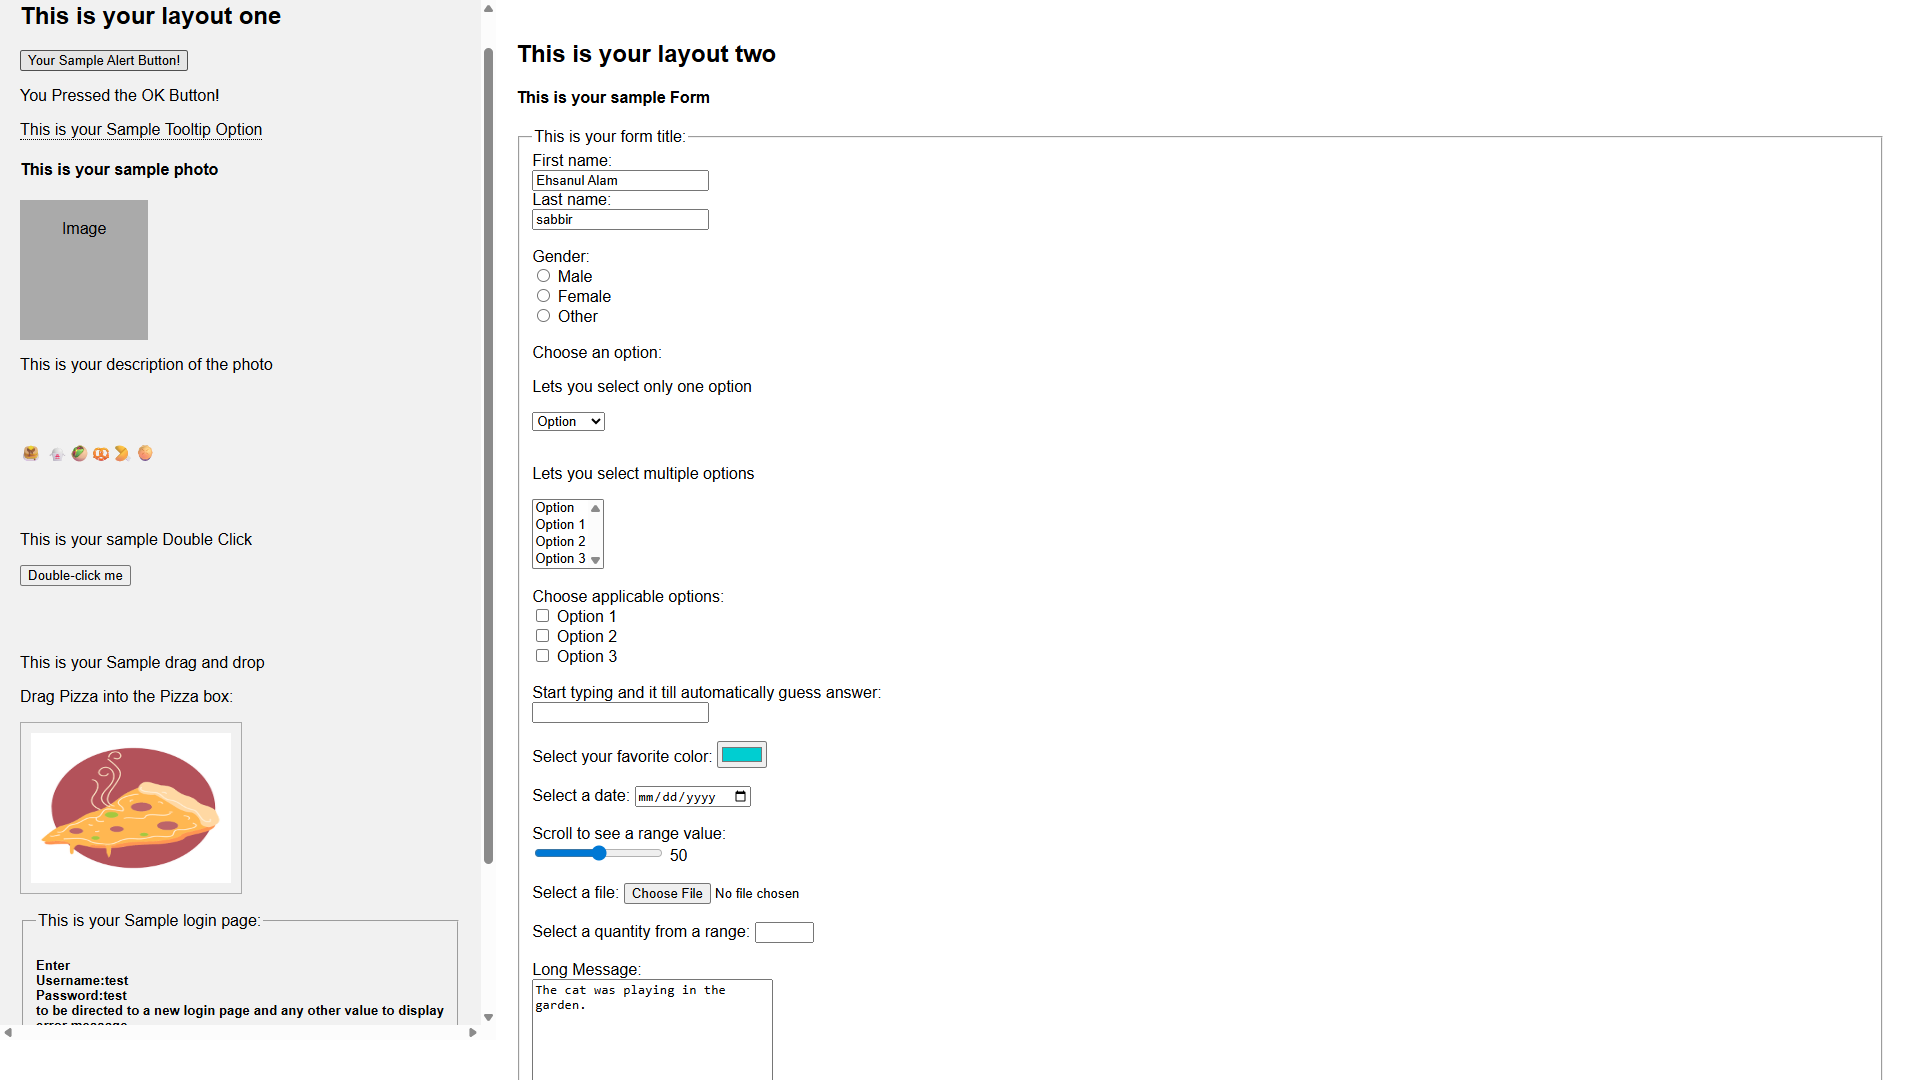 This is your layout one
Your Sample Alert Button!
You Pressed the OK Button!
This is your Sample Tooltip Option
This is your sample photo
Image
This is your description of the photo
This is your sample Double Click
Double-click me
This is your Sample drag and drop
Drag Pizza into the Pizza box:
This is your Sample login page:
Enter
Username:test
Password:test
to be directed to a new login page and any other value to display
error message
This is your layout two
This is your sample Form
This is your form title:
First name:
Ehsanul Alam
Last name:
sabbir
Gender:
Male
Female
Other
Choose an option:
Lets you select only one option
Option
Lets you select multiple options
Option
Option 1
Option 2
Option 3
Choose applicable options:
Option 1
Option 2
Option 3
Start typing and it till automatically guess answer:
Select your favorite color:
Select a date: mm/dd/yyyy
Scroll to see a range value:
50
Select a file: Choose File No file chosen
Select a quantity from a range:
Long Message:
The cat was playing in the
garden.